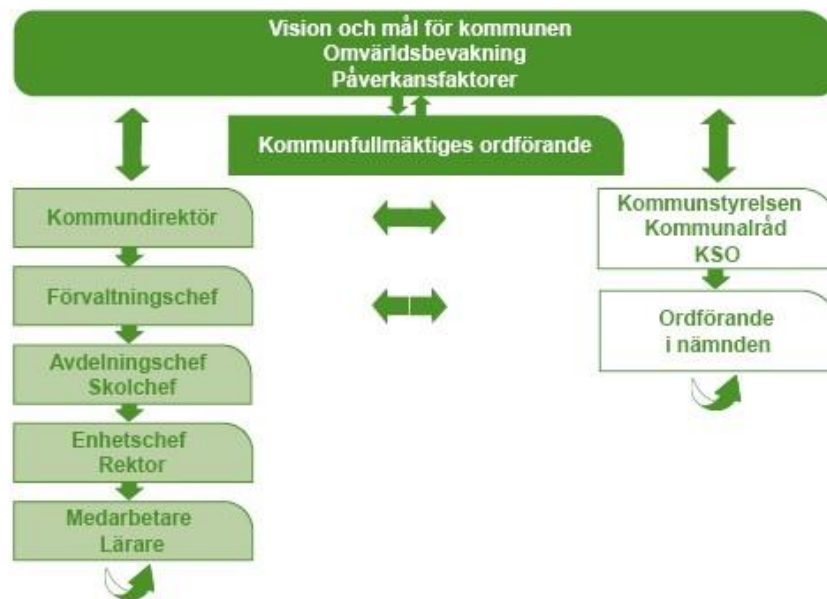 Vision och mål för kommunen
Omvärldsbevakning
Påverkansfaktorer
Kommunfullmäktiges ordförande
Kommundirektör
Förvaltningschef
Avdelningschef
Skolchef
Enhetschef
Rektor
Medarbetare
Lärare
Kommunstyrelsen
Kommunalråd
KSO
Ordförande
i nämnden